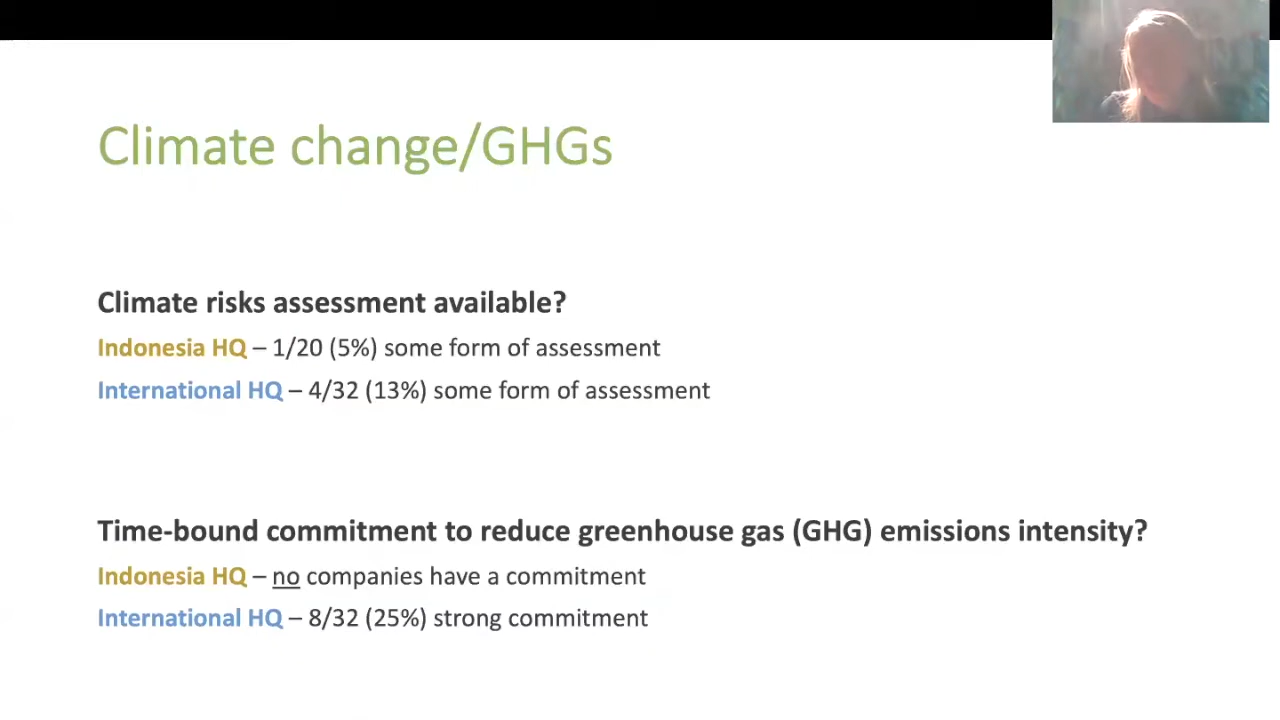 Climate change/GHGs
Climate risks assessment available?
Indonesia HQ – 1/20 (5%) some form of assessment
International HQ – 4/32 (13%) some form of assessment
Time-bound commitment to reduce greenhouse gas (GHG) emissions intensity?
Indonesia HQ – no companies have a commitment
International HQ – 8/32 (25%) strong commitment